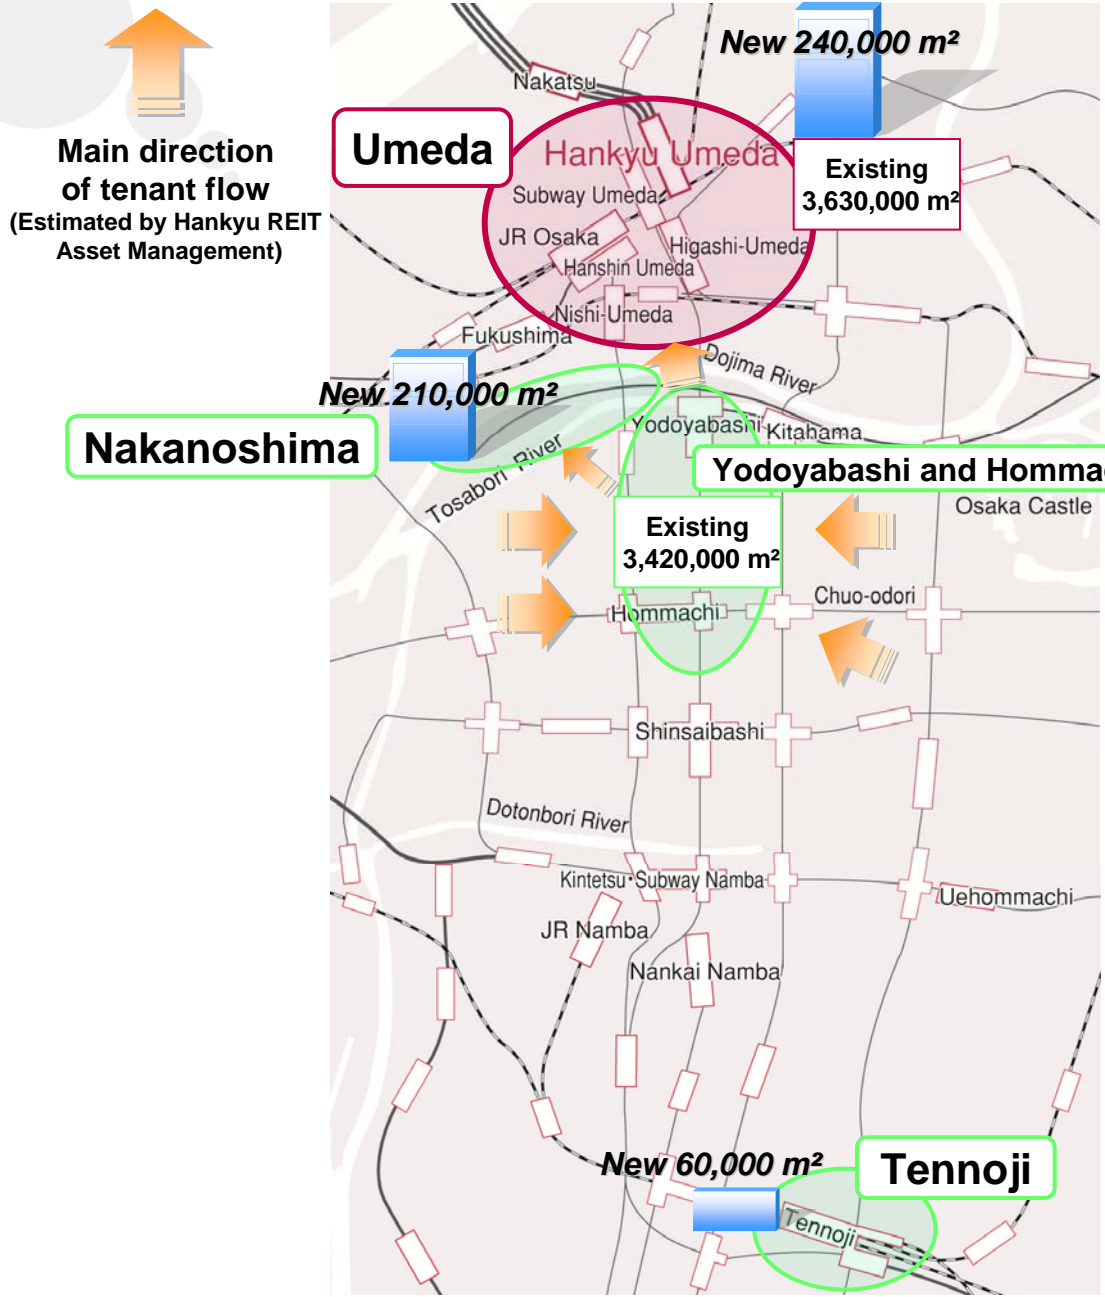 New 240,000 m²
Nakatsu
Main direction
of tenant flow
(Estimated by Hankyu REIT
Asset Management)
Umeda
Hankyu Umeda
Existing
3,630,000 m²
Subway Umeda
JR Osaka
Higashi-Umeda
Hanshin Umeda
Nishi-Umeda
Fukushima
Dojima River
New 210,000 m²
Nakanoshima
Yodoyabashi
Kitahama
Tosabori River
Yodoyabashi and Hommac
Osaka Castle
Existing
3,420,000 m²
Chuo-odori
Hommachi
Shinsaibashi
Dotonbori River
Kintetsu·Subway Namba
Uehommachi
JR Namba
Nankai Namba
New 60,000 m²
Tennoji
Tennoji